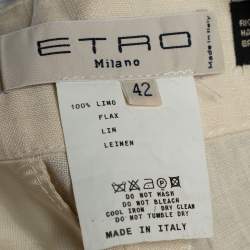 ETRO
Milano
Made in Italy
42
100% LINO
FLAX
LIN
LEINEN
DO NOT WASH
DO NOT BLEACH
COOL IRON / DRY CLEAN
DO NOT TUMBLE DRY
MADE IN ITALY